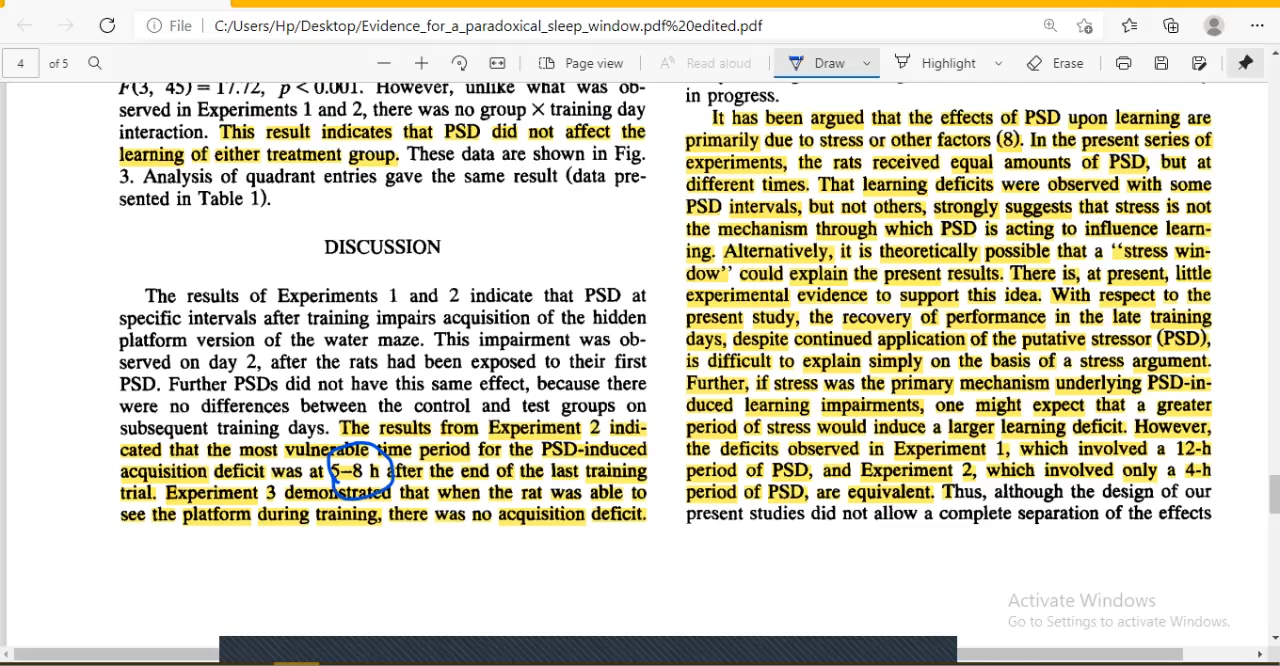 File
C:/Users/Hp/Desktop/Evidence_for_a_paradoxical_sleep_window.pdf%20edited.pdf
4 of 5
Page view
Read aloud
Draw
Highlight
Erase
F(3, 45) = 17.72, p < 0.001. However, unlike what was ob-
served in Experiments 1 and 2, there was no group × training day
interaction. This result indicates that PSD did not affect the
learning of either treatment group. These data are shown in Fig.
3. Analysis of quadrant entries gave the same result (data pre-
sented in Table 1).
DISCUSSION
The results of Experiments 1 and 2 indicate that PSD at
specific intervals after training impairs acquisition of the hidden
platform version of the water maze. This impairment was ob-
served on day 2, after the rats had been exposed to their first
PSD. Further PSDs did not have this same effect, because there
were no differences between the control and test groups on
subsequent training days. The results from Experiment 2 indi-
cated that the most vulnerable time period for the PSD-induced
acquisition deficit was at 5–8 h after the end of the last training
trial. Experiment 3 demonstrated that when the rat was able to
see the platform during training, there was no acquisition deficit.
in progress.
It has been argued that the effects of PSD upon learning are
primarily due to stress or other factors (8). In the present series of
experiments, the rats received equal amounts of PSD, but at
different times. That learning deficits were observed with some
PSD intervals, but not others, strongly suggests that stress is not
the mechanism through which PSD is acting to influence learn-
ing. Alternatively, it is theoretically possible that a "stress win-
dow" could explain the present results. There is, at present, little
experimental evidence to support this idea. With respect to the
present study, the recovery of performance in the late training
days, despite continued application of the putative stressor (PSD),
is difficult to explain simply on the basis of a stress argument.
Further, if stress was the primary mechanism underlying PSD-in-
duced learning impairments, one might expect that a greater
period of stress would induce a larger learning deficit. However,
the deficits observed in Experiment 1, which involved a 12-h
period of PSD, and Experiment 2, which involved only a 4-h
period of PSD, are equivalent. Thus, although the design of our
present studies did not allow a complete separation of the effects
Activate Windows
Go to Settings to activate Windows.